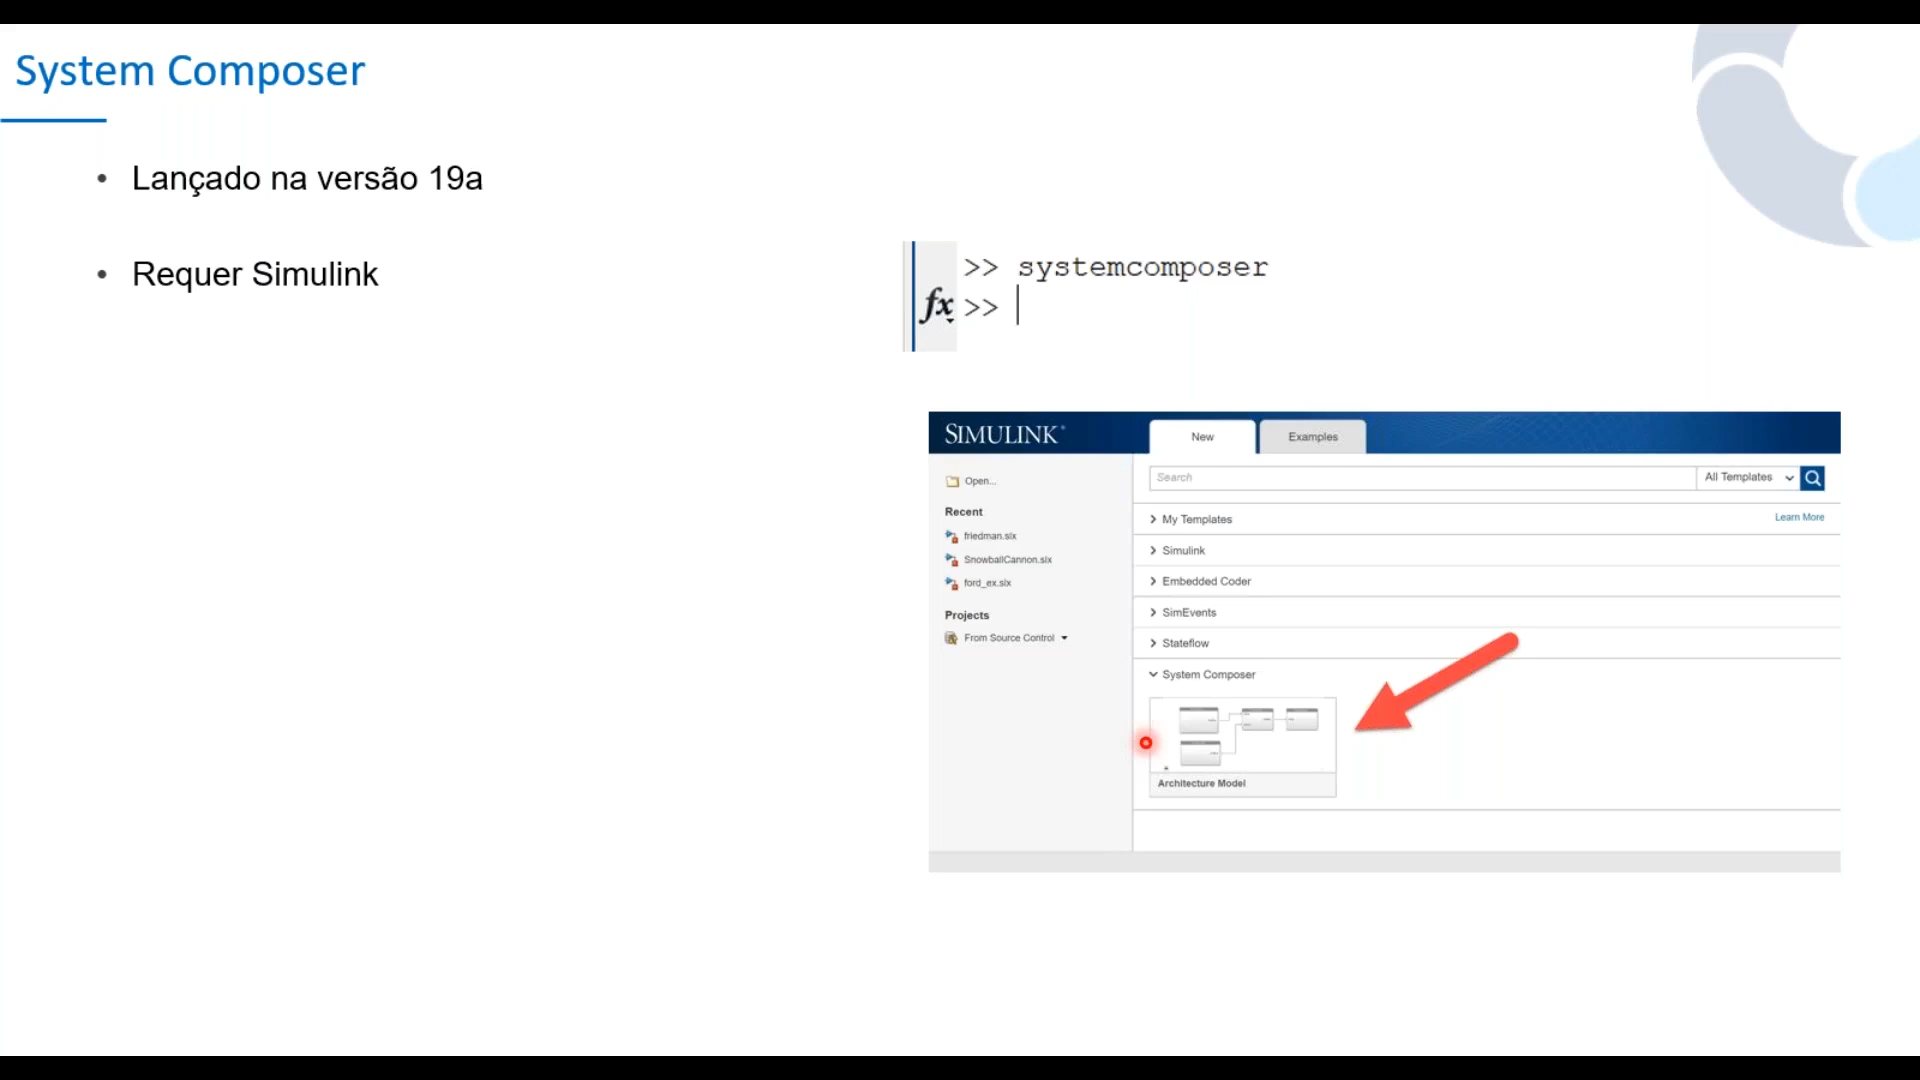 System Composer
• Lançado na versão 19a
• Requer Simulink
>> systemcomposer
fx >>
SIMULINK®
New
Examples
Open...
Recent
friedman.slx
SnowballCannon.slx
ford_ex.slx
Projects
From Source Control
Search
All Templates
My Templates
Learn More
Simulink
Embedded Coder
SimEvents
Stateflow
System Composer
Architecture Model